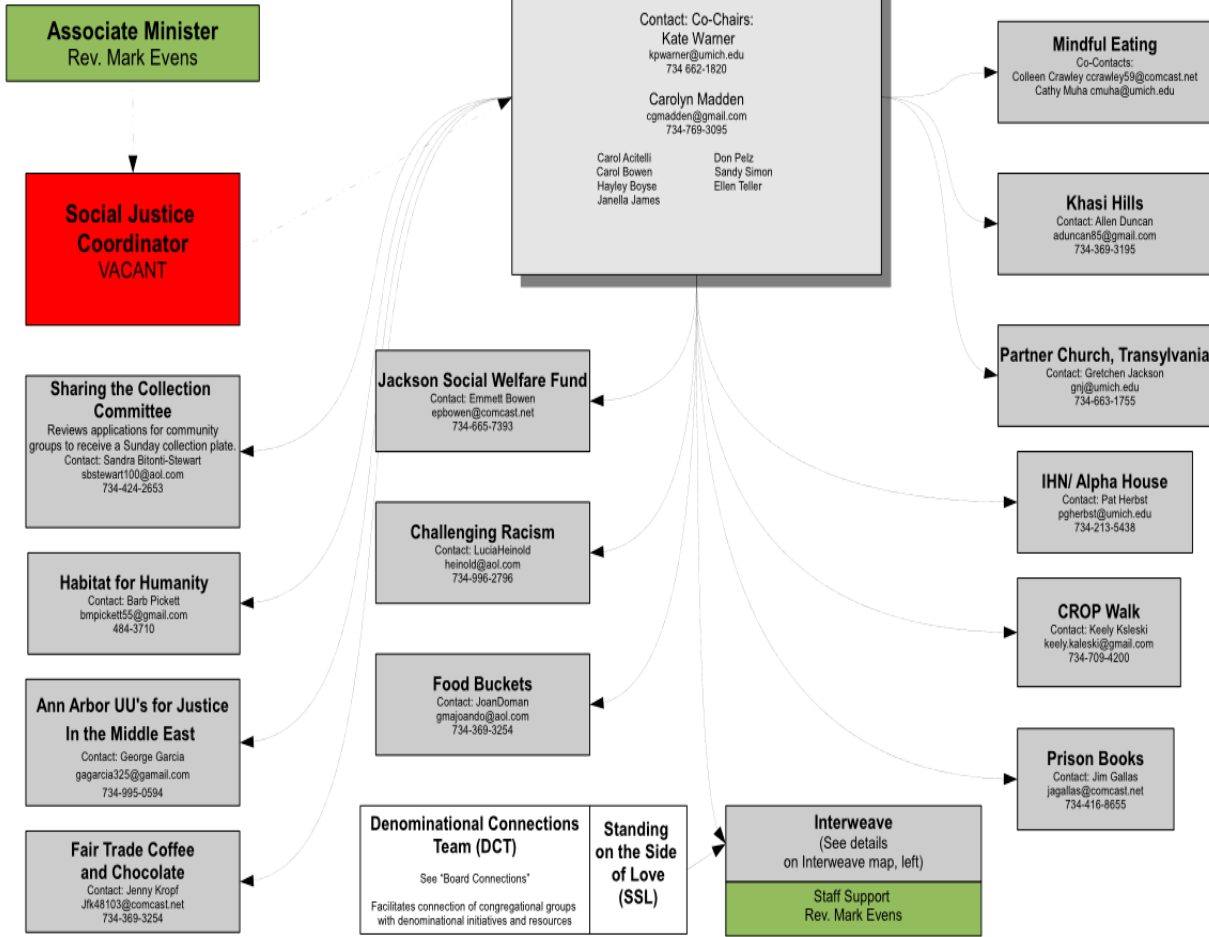 Associate Minister
Rev. Mark Evens
Social Justice
Coordinator
VACANT
Contact: Co-Chairs:
Kate Warner
kpwarner@umich.edu
734 662-1820
Carolyn Madden
cgmadden@gmail.com
734-769-3095
Carol Acitelli
Carol Bowen
Hayley Boyse
Janella James
Don Pelz
Sandy Simon
Ellen Teller
Mindful Eating
Co-Contacts:
Colleen Crawley ccrawley59@comcast.net
Cathy Muha cmuha@umich.edu
Khasi Hills
Contact: Allen Duncan
aduncan85@gmail.com
734-369-3195
Partner Church, Transylvania
Contact: Gretchen Jackson
gnj@umich.edu
734-663-1755
Sharing the Collection
Committee
Reviews applications for community
groups to receive a Sunday collection plate.
Contact: Sandra Bitonti-Stewart
sbstewart100@aol.com
734-424-2653
Jackson Social Welfare Fund
Contact: Emmett Bowen
epbowen@comcast.net
734-665-7393
IHN/ Alpha House
Contact: Pat Herbst
pgherbst@umich.edu
734-213-5438
Habitat for Humanity
Contact: Barb Pickett
bmpickett55@gmail.com
484-3710
Challenging Racism
Contact: LuciaHeinold
heinold@aol.com
734-996-2796
CROP Walk
Contact: Keely Ksleski
keely.kaleski@gmail.com
734-709-4200
Ann Arbor UU's for Justice
In the Middle East
Contact: George Garcia
gagarcia325@gamail.com
734-995-0594
Food Buckets
Contact: JoanDoman
gmajoando@aol.com
734-369-3254
Prison Books
Contact: Jim Gallas
jagallas@comcast.net
734-416-8655
Fair Trade Coffee
and Chocolate
Contact: Jenny Kropf
Jfk48103@comcast.net
734-369-3254
Denominational Connections
Team (DCT)
See "Board Connections"
Facilitates connection of congregational groups
with denominational initiatives and resources
Standing
on the Side
of Love
(SSL)
Interweave
(See details
on Interweave map, left)
Staff Support
Rev. Mark Evens